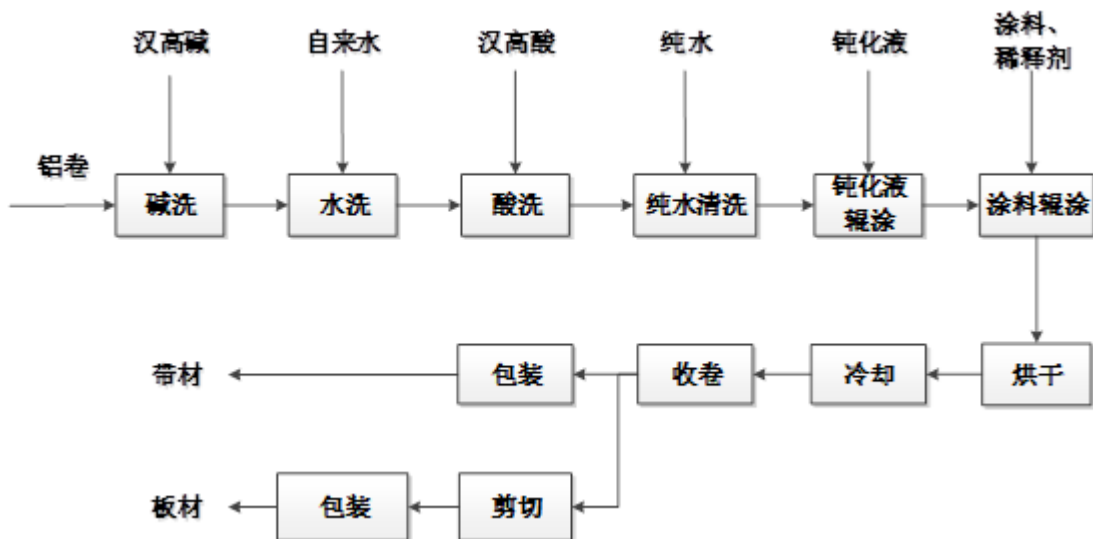 汉高碱
自来水
汉高酸
纯水
钝化液
涂料、
稀释剂
铝卷
碱洗
水洗
酸洗
纯水清洗
钝化液
辊涂
涂料辊涂
带材
包装
收卷
冷却
烘干
板材
包装
剪切